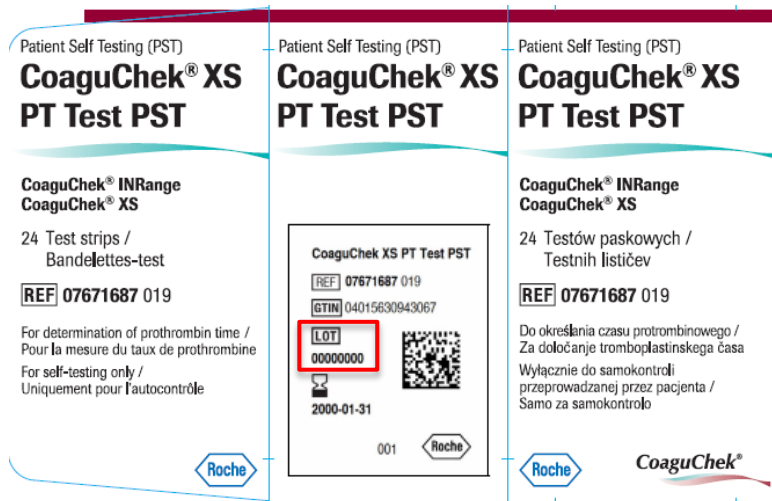 Patient Self Testing (PST)
CoaguChek® XS
PT Test PST
CoaguChek® INRange
CoaguChek® XS
24 Test strips /
Bandelettes-test
REF 07671687 019
For determination of prothrombin time /
Pour la mesure du taux de prothrombine
For self-testing only /
Uniquement pour l'autocontrôle
Roche
Patient Self Testing (PST)
CoaguChek® XS
PT Test PST
CoaguChek XS PT Test PST
REF 07671687 019
GTIN 04015630943067
LOT
00000000
2000-01-31
001
Roche
Patient Self Testing (PST)
CoaguChek® XS
PT Test PST
CoaguChek® INRange
CoaguChek® XS
24 Testów paskowych /
Testnih lističev
REF 07671687 019
Do określania czasu protrombinowego /
Za določanje tromboplastinskega časa
Wyłącznie do samokontroli
przeprowadzanej przez pacjenta /
Samo za samokontrolo
Roche
CoaguChek®